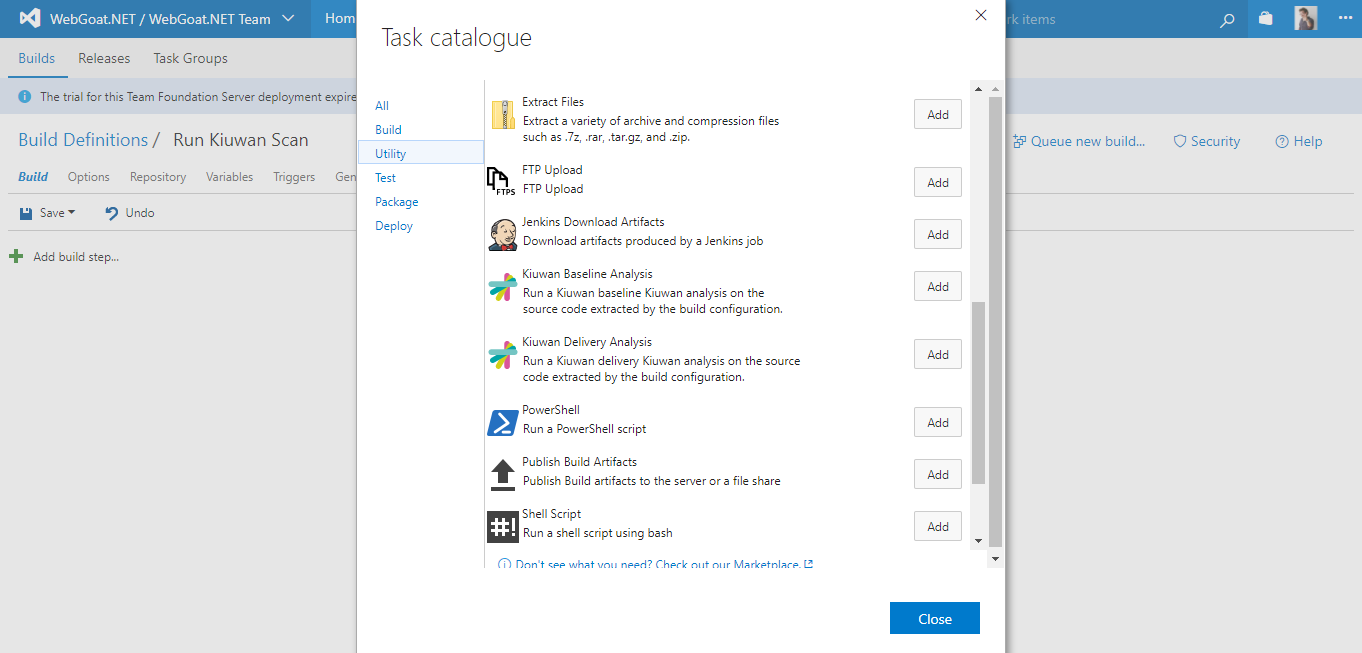 WebGoat.NET / WebGoat.NET Team
Hom
rk items
Builds
Releases
Task Groups
The trial for this Team Foundation Server deployment expire
Build Definitions /
Run Kiuwan Scan
Queue new build...
Security
Help
Build
Options
Repository
Variables
Triggers
Gen
Save
Undo
Add build step...
Task catalogue
All
Build
Utility
Test
Package
Deploy
Extract Files
Extract a variety of archive and compression files
such as .7z, .rar, .tar.gz, and .zip.
Add
FTPS
FTP Upload
FTP Upload
Add
Jenkins Download Artifacts
Download artifacts produced by a Jenkins job
Add
Kiuwan Baseline Analysis
Run a Kiuwan baseline Kiuwan analysis on the
source code extracted by the build configuration.
Add
Kiuwan Delivery Analysis
Run a Kiuwan delivery Kiuwan analysis on the source
code extracted by the build configuration.
Add
PowerShell
Run a PowerShell script
Add
Publish Build Artifacts
Publish Build artifacts to the server or a file share
Add
#!
Shell Script
Run a shell script using bash
Add
Don't see what you need? Check out our Marketplace.
Close